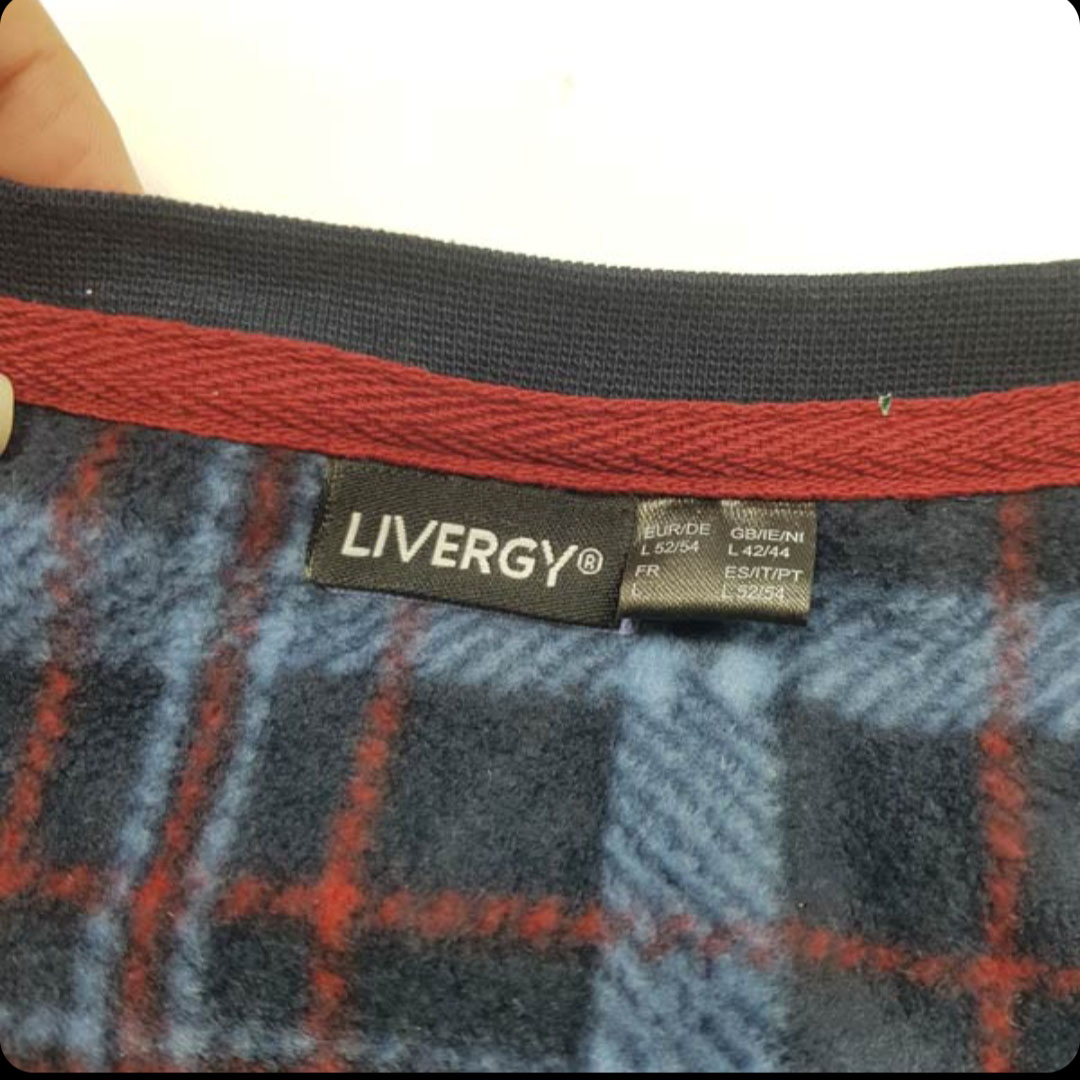 LIVERGY®
EUR/DE GB/IE/NI
L 52/54 L 42/44
FR ES/IT/PT
L L 52/54